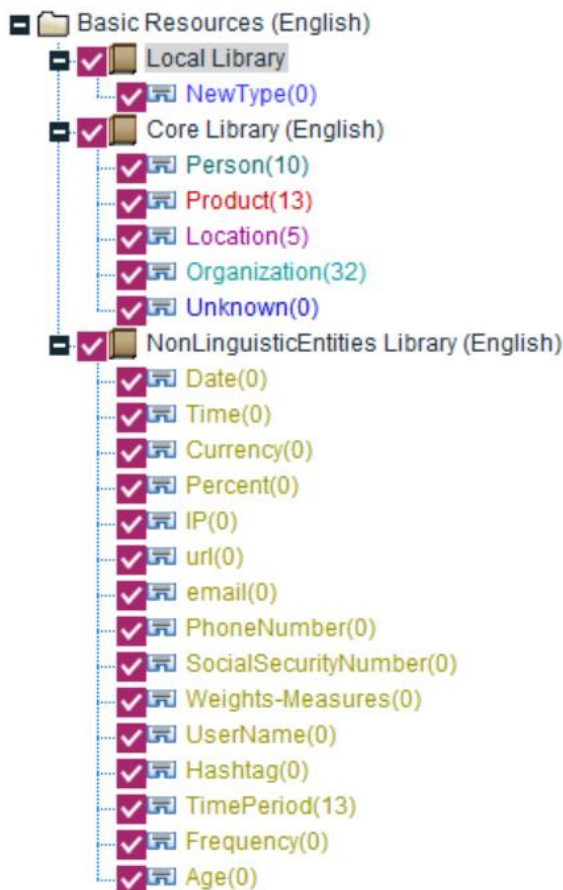 Basic Resources (English)
Local Library
NewType(0)
Core Library (English)
Person(10)
Product(13)
Location(5)
Organization(32)
Unknown(0)
NonLinguisticEntities Library (English)
Date(0)
Time(0)
Currency(0)
Percent(0)
IP(0)
url(0)
email(0)
PhoneNumber(0)
SocialSecurityNumber(0)
Weights-Measures(0)
UserName(0)
Hashtag(0)
TimePeriod(13)
Frequency(0)
Age(0)